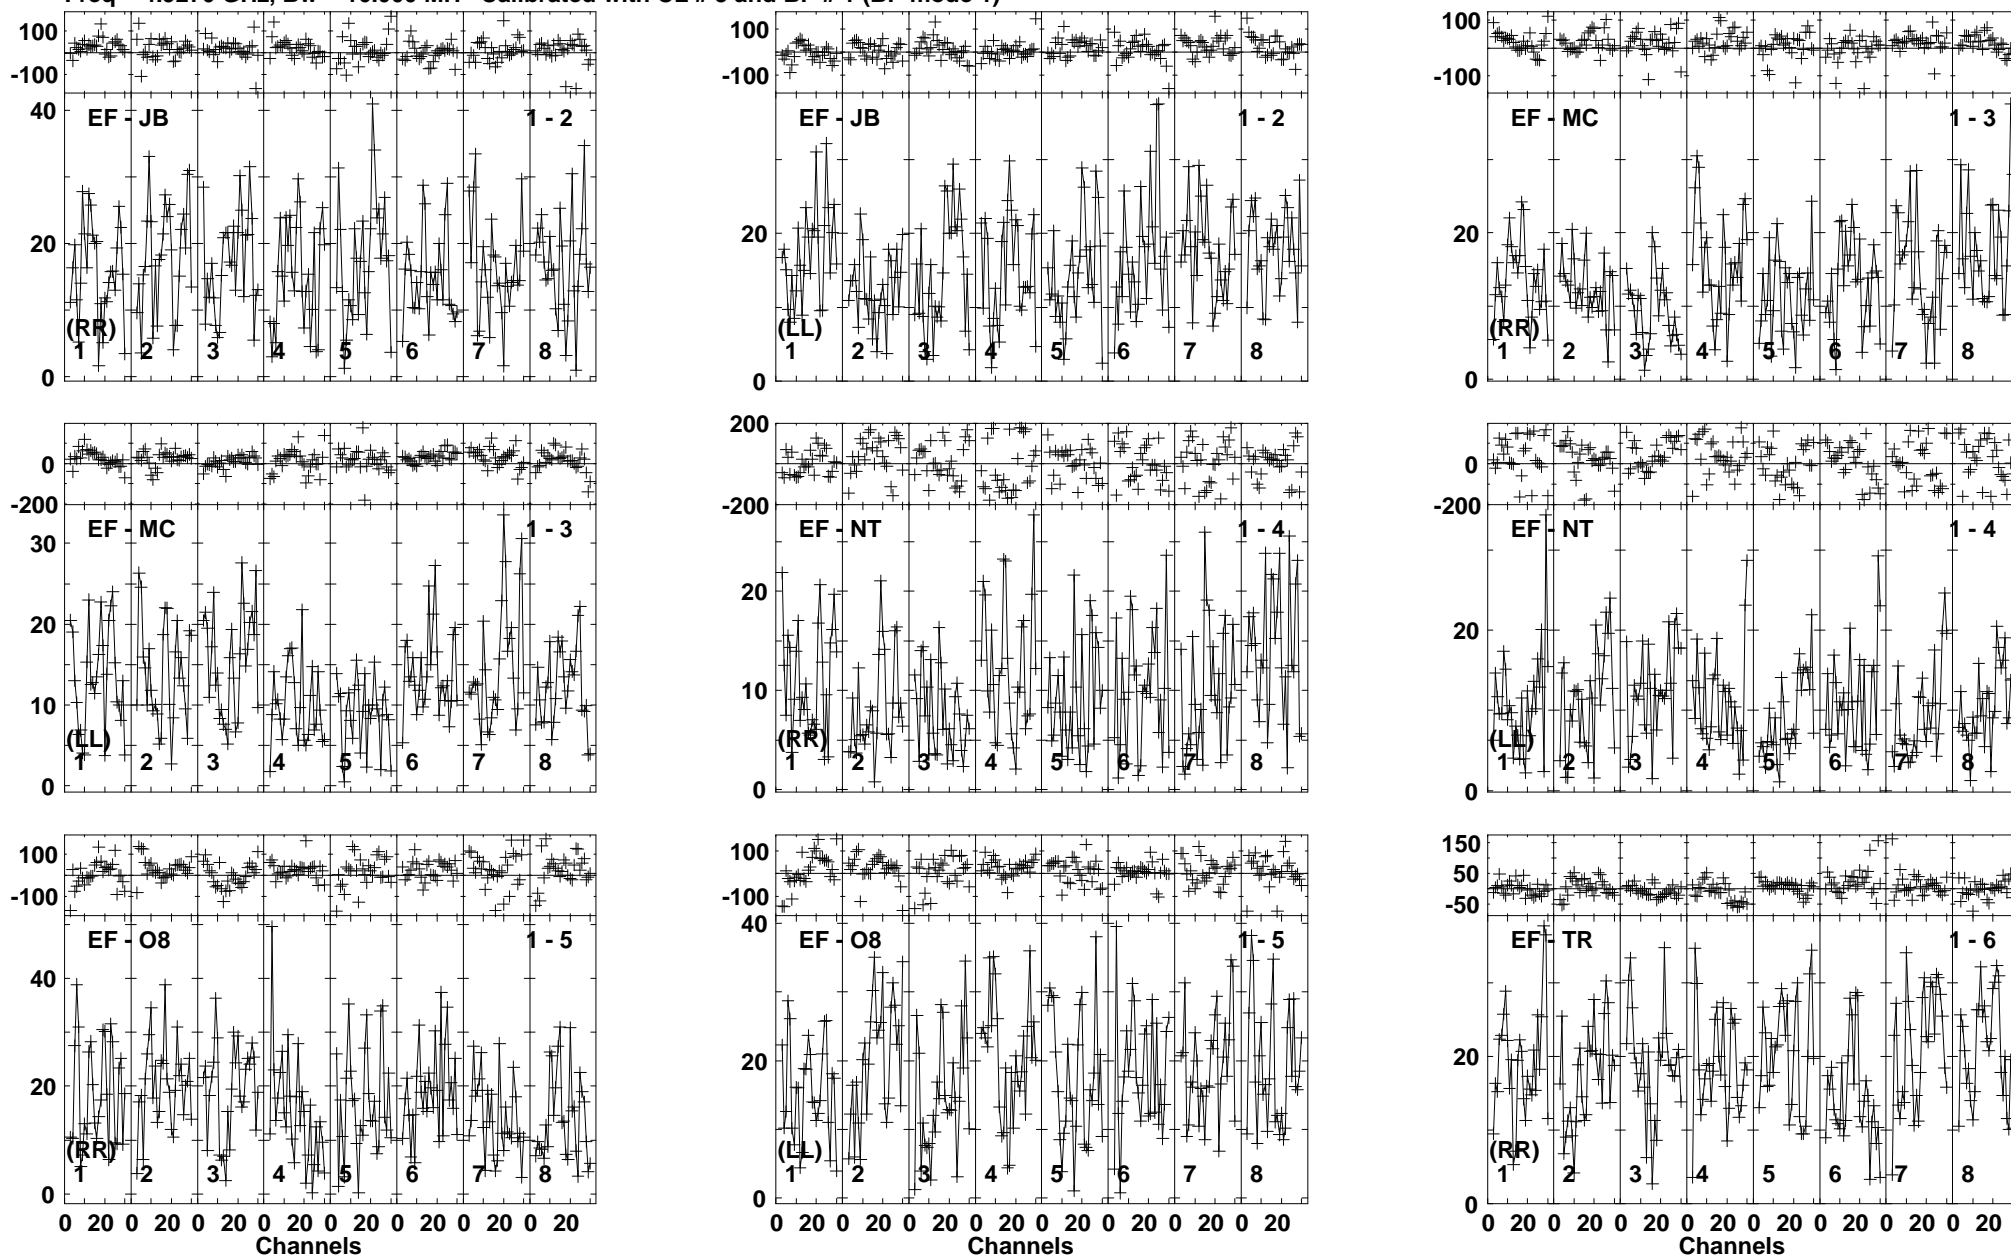 Freq GHz, Calibrated with CL # and BP # (BP mode
100 100 100
-100 -100 -100
40 EF - JB 1 - 2 EF - JB 1 - 2 EF - MC 1 - 3
20 20 20
(RR) (LL) (RR)
1 2 3 4 5 6 7 8 1 2 3 4 5 6 7 8 1 2 3 4 5 6 7 8
0 0 0
200
0 0 0
-200 -200 -200
EF - MC 1 - 3 EF - NT 1 - 4 EF - NT 1 - 4
30
20 20 20
10 10
(LL) (RR) (LL)
1 2 3 4 5 6 7 8 1 2 3 4 5 6 7 8 1 2 3 4 5 6 7 8
0 0 0
100 100 150
50
-100 -100 -50
EF - O8 1 - 5 40 EF - O8 1 - 5 EF - TR 1 - 6
40
20 20 20
(RR) (LL) (RR)
1 2 3 4 5 6 7 8 1 2 3 4 5 6 7 8 1 2 3 4 5 6 7 8
0 0 0
0 20 0 20 0 20 0 20 0 20 0 20 0 20 0 20 0 20 0 20 0 20 0 20 0 20 0 20 0 20 0 20 0 20 0 20 0 20 0 20 0 20 0 20 0 20 0 20
Channels Channels Channels